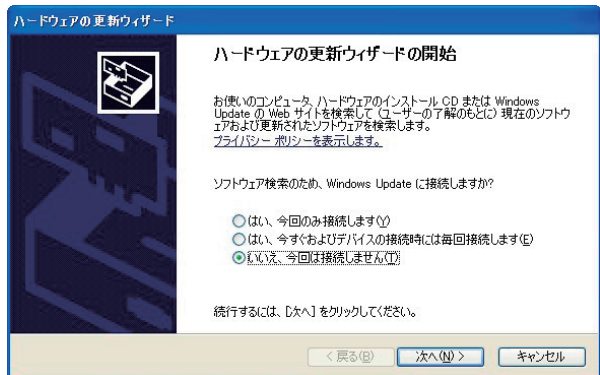 ハードウェアの更新ウィザード
ハードウェアの更新ウィザードの開始
お使いのコンピュータ、ハードウェアのインストール CD または Windows
Update の Web サイトを検索して (ユーザーの了解のもとに) 現在のソフトウ
ェアおよび更新されたソフトウェアを検索します。
プライバシー ポリシーを表示します。
ソフトウェア検索のため、Windows Update に接続しますか?
はい、今回のみ接続します(Y)
はい、今すぐおよびデバイスの接続時には毎回接続します(E)
いいえ、今回は接続しません(T)
続行するには、[次へ] をクリックしてください。
< 戻る(B) 次へ(N) > キャンセル